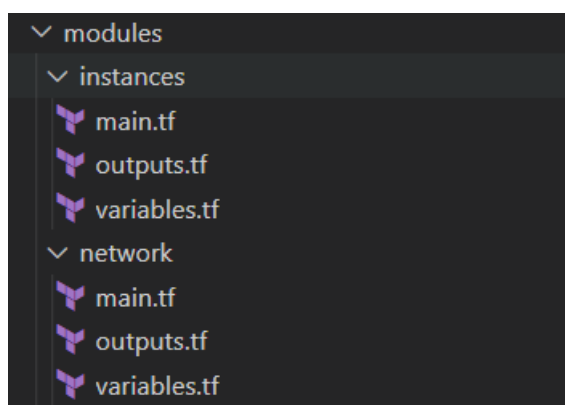 modules
instances
main.tf
outputs.tf
variables.tf
network
main.tf
outputs.tf
variables.tf